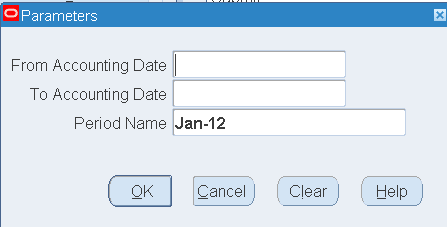 Parameters
From Accounting Date
To Accounting Date
Period Name Jan-12
OK Cancel Clear Help